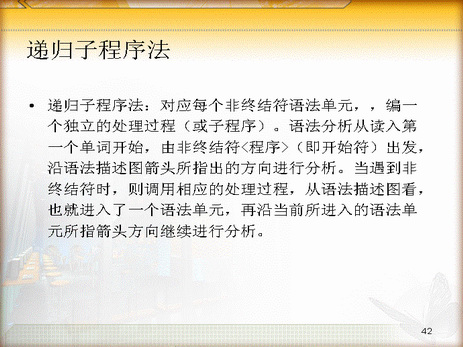 递归子程序法
• 递归子程序法：对应每个非终结符语法单元，，编一
个独立的处理过程（或子程序）。语法分析从读入第
一个单词开始，由非终结符<程序>（即开始符）出发，
沿语法描述图箭头所指出的方向进行分析。当遇到非
终结符时，则调用相应的处理过程，从语法描述图看，
也就进入了一个语法单元，再沿当前所进入的语法单
元所指箭头方向继续进行分析。
42